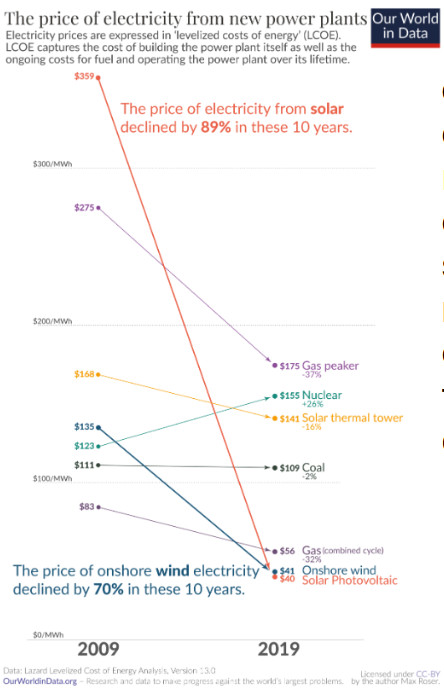 The price of electricity from new power plants
Our World
in Data
Electricity prices are expressed in 'levelized costs of energy' (LCOE).
LCOE captures the cost of building the power plant itself as well as the
ongoing costs for fuel and operating the power plant over its lifetime.
$359
The price of electricity from solar
declined by 89% in these 10 years.
$300/MWh
$275
$200/MWh
$175 Gas peaker
-37%
$168
$155 Nuclear
+26%
$141 Solar thermal tower
-16%
$135
$123
$111
$109 Coal
-2%
$100/MWh
$83
$56 Gas (combined cycle)
-32%
The price of onshore wind electricity
declined by 70% in these 10 years.
$41 Onshore wind
$40 Solar Photovoltaic
$0/MWh
2009 2019
Data: Lazard Levelized Cost of Energy Analysis, Version 13.0
OurWorldinData.org – Research and data to make progress against the world's largest problems.
Licensed under CC-BY
by the author Max Roser.